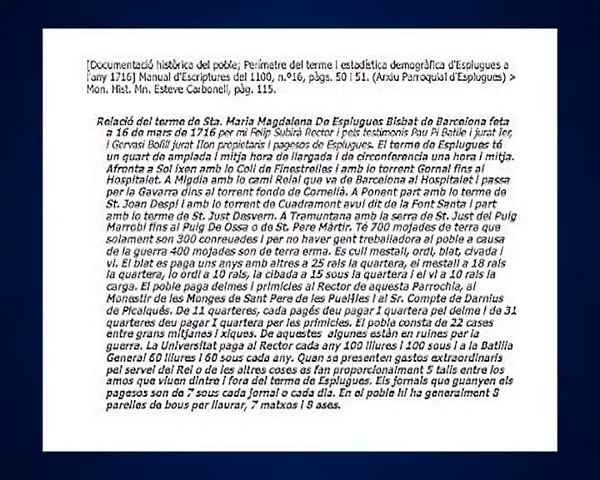 [Documentació històrica del poble; Perímetre del terme i estadística demogràfica d'Esplugues a
l'any 1716] Manual d'Escriptures del 1100, n.º16, pàgs. 50 i 51. (Arxiu Parroquial d'Esplugues) >
Mon. Hist. Mn. Esteve Carbonell, pàg. 115.
Relació del terme de Sta. Maria Magdalena De Esplugues Bisbat de Barcelona feta
a 16 de mars de 1716 per mi Felip Subirà Rector i pels testimonis Pau Pi Batlle i jurat Ier,
i Gervasi Bofill jurat IIon propietaris i pagesos de Esplugues. El terme de Esplugues té
un quart de amplada i mitja hora de llargada i de circonferencia una hora i mitja.
Afronta a Sol ixen amb lo Coll de Finestrelles i amb lo torrent Gornal fins al
Hospitalet. A Migdia amb lo camí Reial que va de Barcelona al Hospitalet i passa
per la Gavarra dins al torrent fondo de Cornellà. A Ponent part amb lo terme de
St. Joan Despí i amb lo torrent de Cuadramont avui dit de la Font Santa i part
amb lo terme de St. Just Desvern. A Tramuntana amb la serra de St. Just del Puig
Marrobí fins al Puig De Ossa o de St. Pere Màrtir. Té 700 mojades de terra que
solament son 300 conreuades i per no haver gent treballadora al poble a causa
de la guerra 400 mojades son de terra erma. Es cull mestall, ordi, blat, civada i
vi. El blat es paga uns anys amb altres a 25 rals la quartera, el mestall a 18 rals
la quartera, lo ordi a 10 rals, la cibada a 15 sous la quartera i el vi a 10 rals la
carga. El poble paga delmes i primicies al Rector de aquesta Parrochia, al
Monestir de les Monges de Sant Pere de les Puel·les i al Sr. Compte de Darnius
de Picalqués. De 11 quarteres, cada pagés deu pagar 1 quartera pel delme i de 31
quarteres deu pagar 1 quartera per les primicies. El poble consta de 22 cases
entre grans mitjanes i xiques. De aquestes algunes estàn en ruines per la
guerra. La Universitat paga al Rector cada any 100 lliures i 100 sous i a la Batllia
General 60 lliures i 60 sous cada any. Quan se presenten gastos extraordinaris
pel servei del Rei o de les altres coses es fan proporcionalment 5 talls entre los
amos que viuen dintre i fora del terme de Esplugues. Els jornals que guanyen els
pagesos son de 7 sous cada jornal o cada dia. En el poble hi ha generalment 8
parelles de bous per llaurar, 7 matxos i 8 ases.